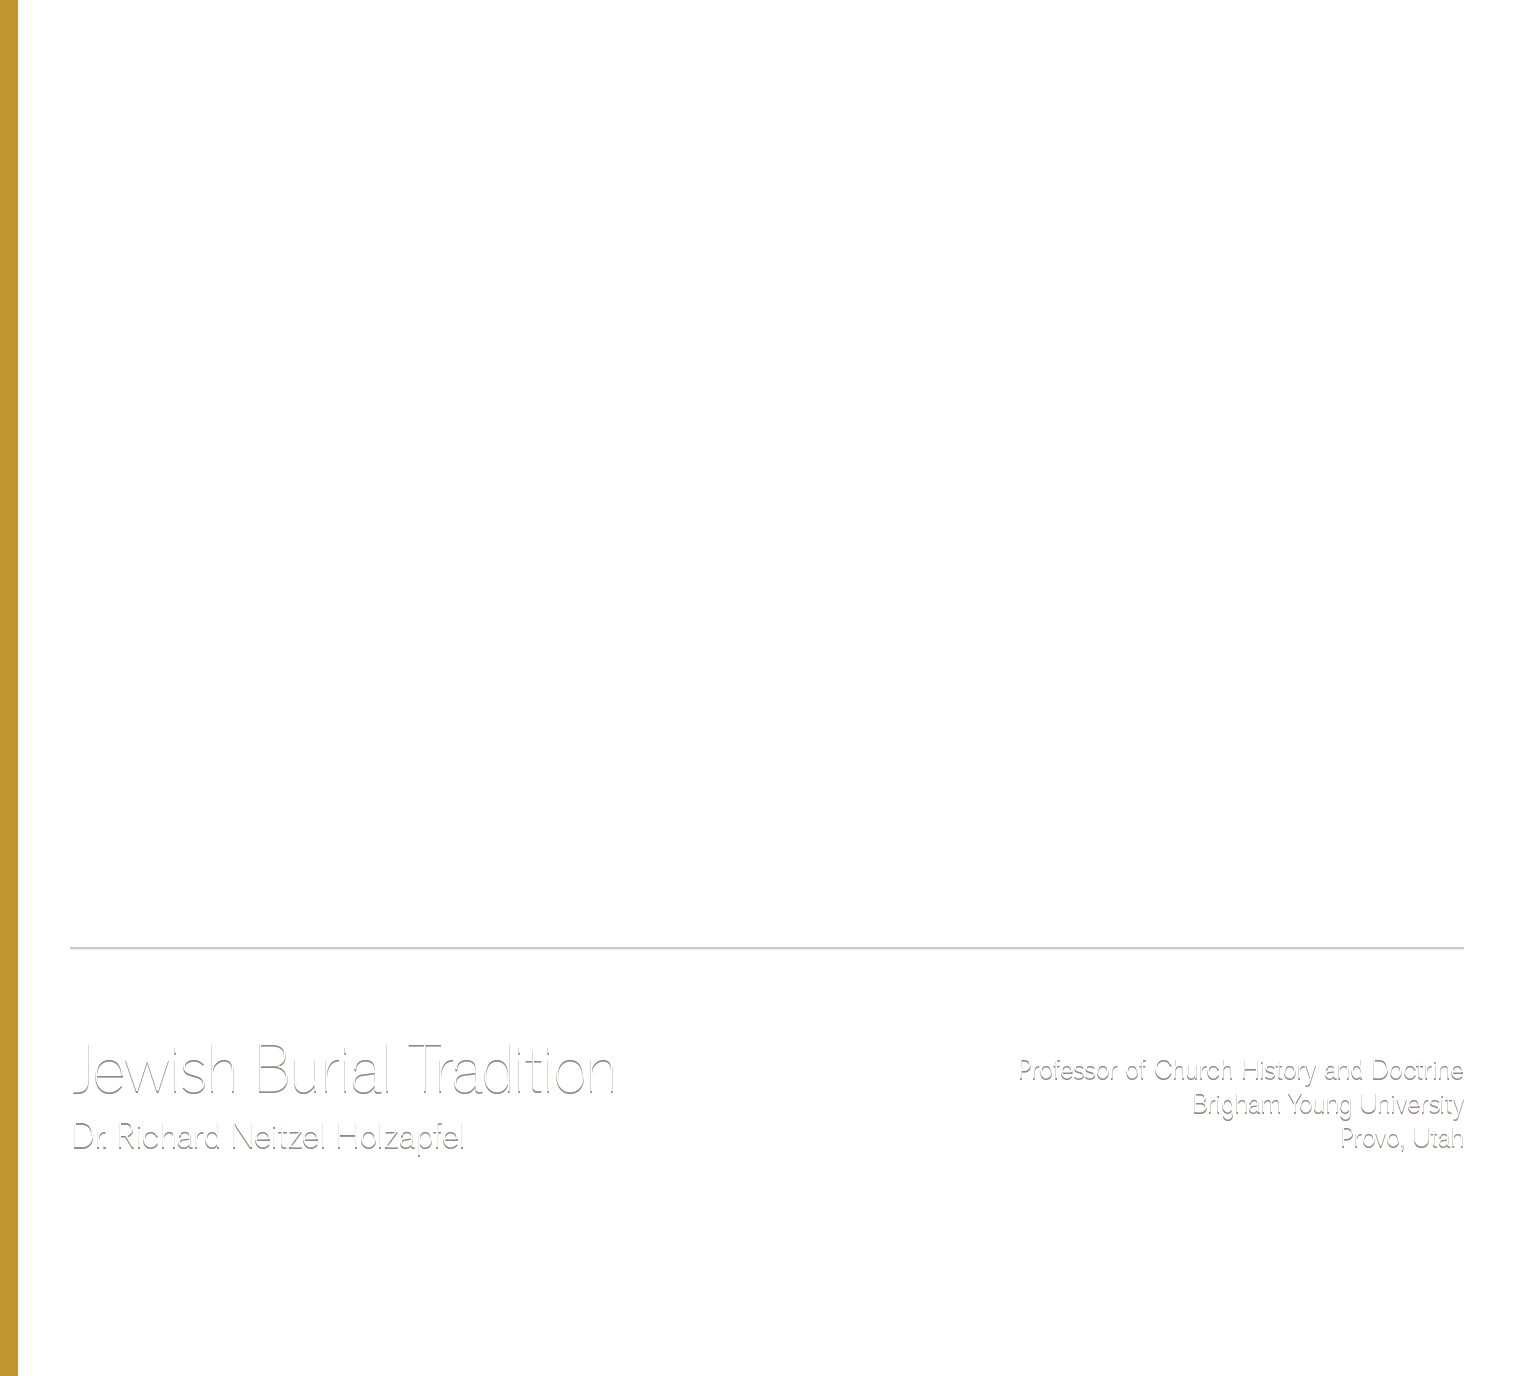 Jewish Burial Tradition
Dr. Richard Neitzel Holzapfel
Professor of Church History and Doctrine
Brigham Young University
Provo, Utah